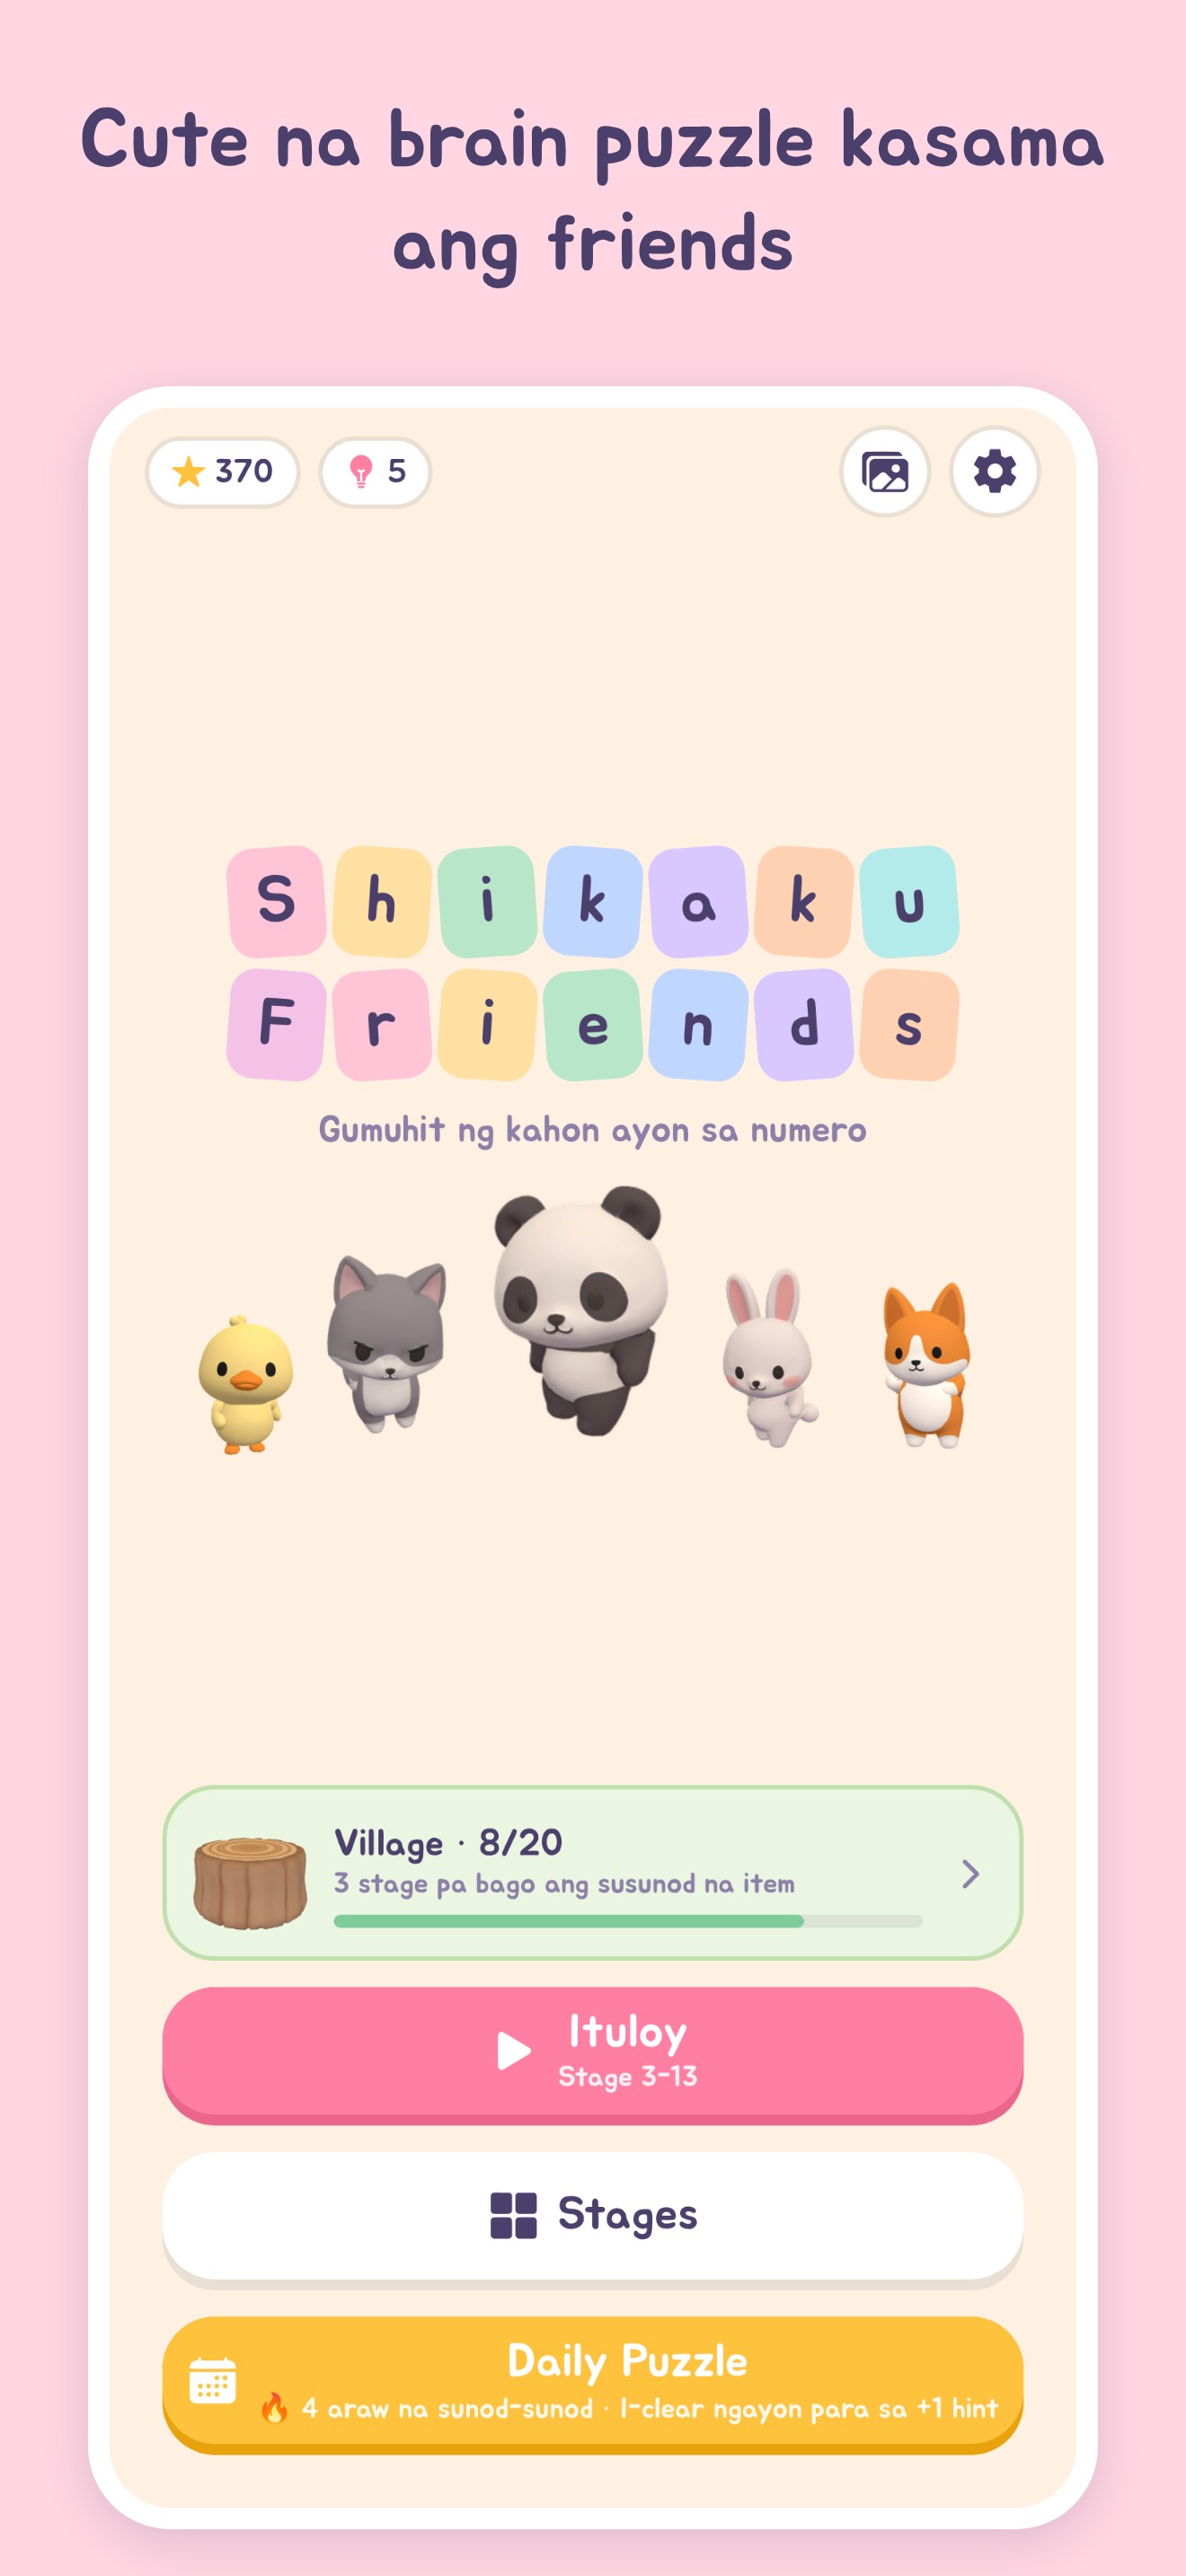 Cute na brain puzzle kasama
ang friends
370
5
Shikaku
Friends
Gumuhit ng kahon ayon sa numero
Village · 8/20
3 stage pa bago ang susunod na item
Ituloy
Stage 3-13
Stages
Daily Puzzle
🔥 4 araw na sunod-sunod · I-clear ngayon para sa +1 hint